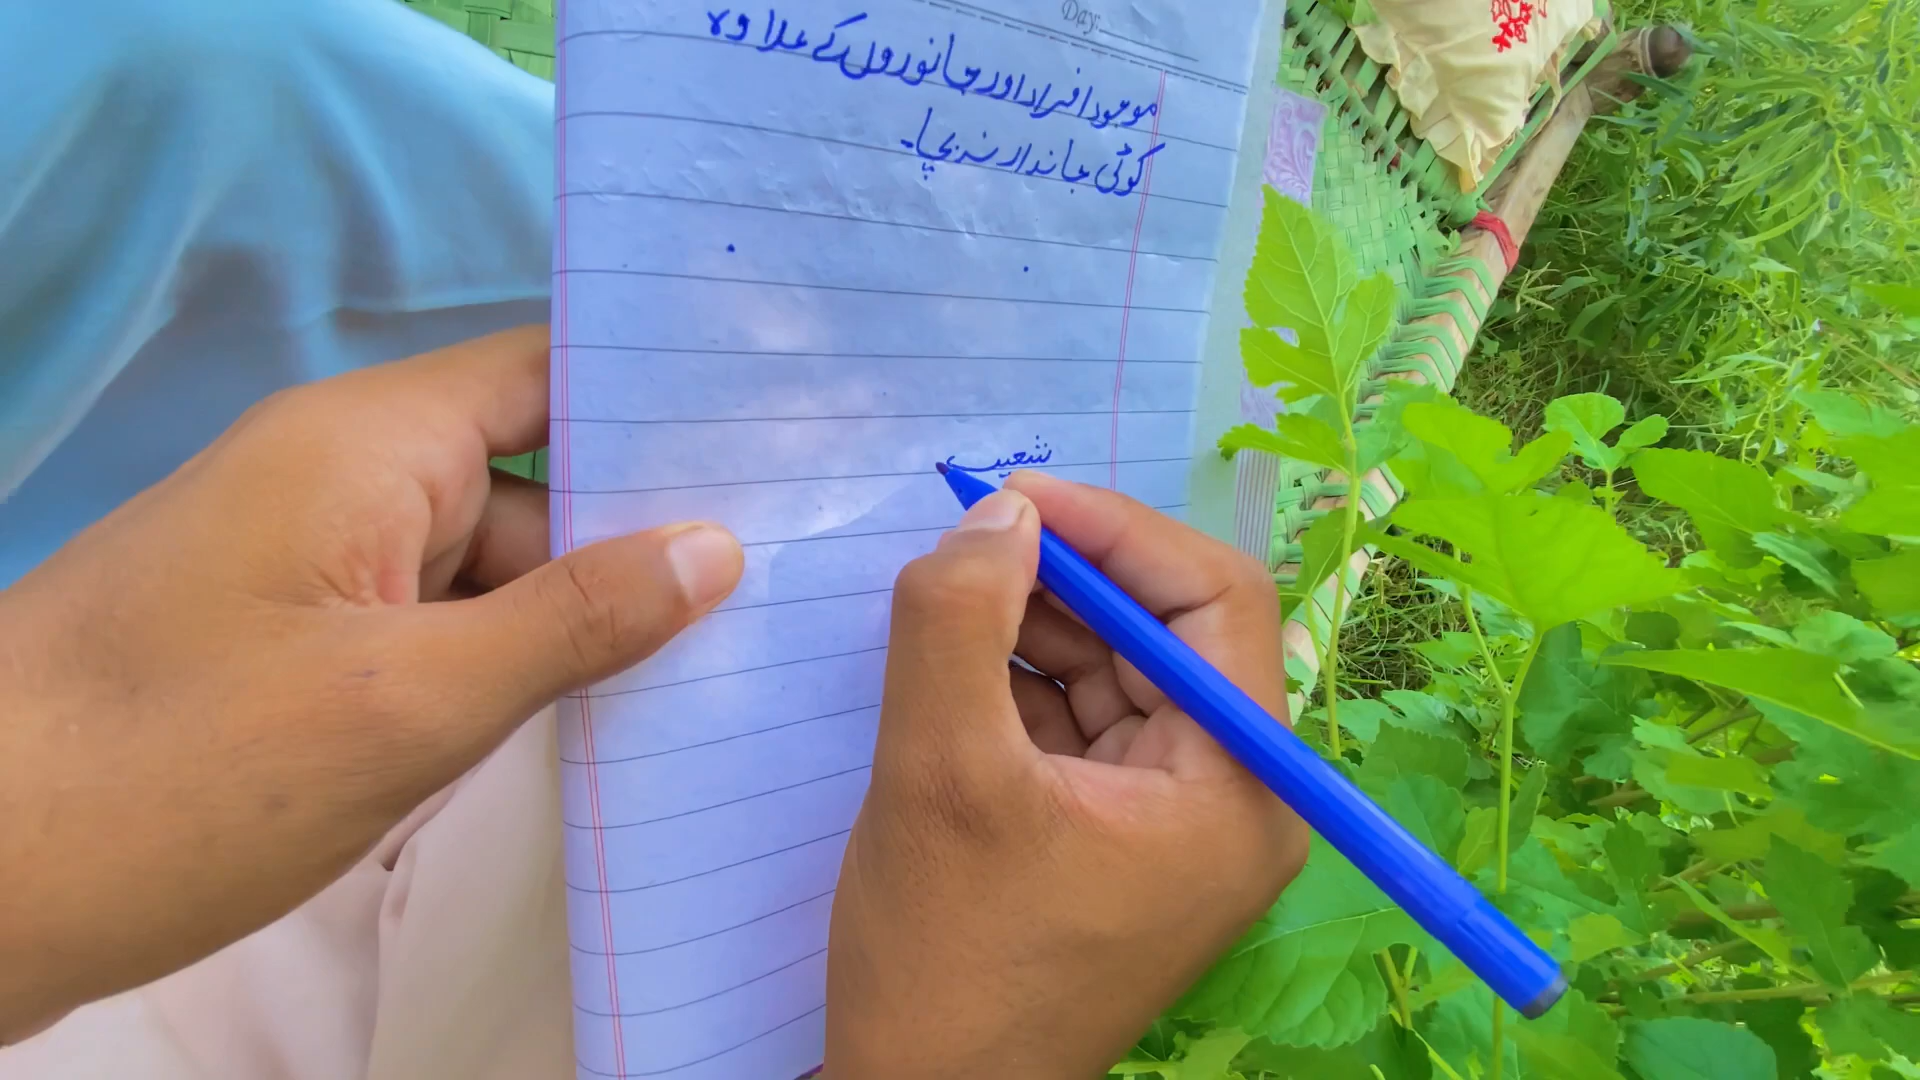 Day:
موجود افراد اور جانوروں کے علاوہ
کوئی جاندار نہ بچا۔
شعیب